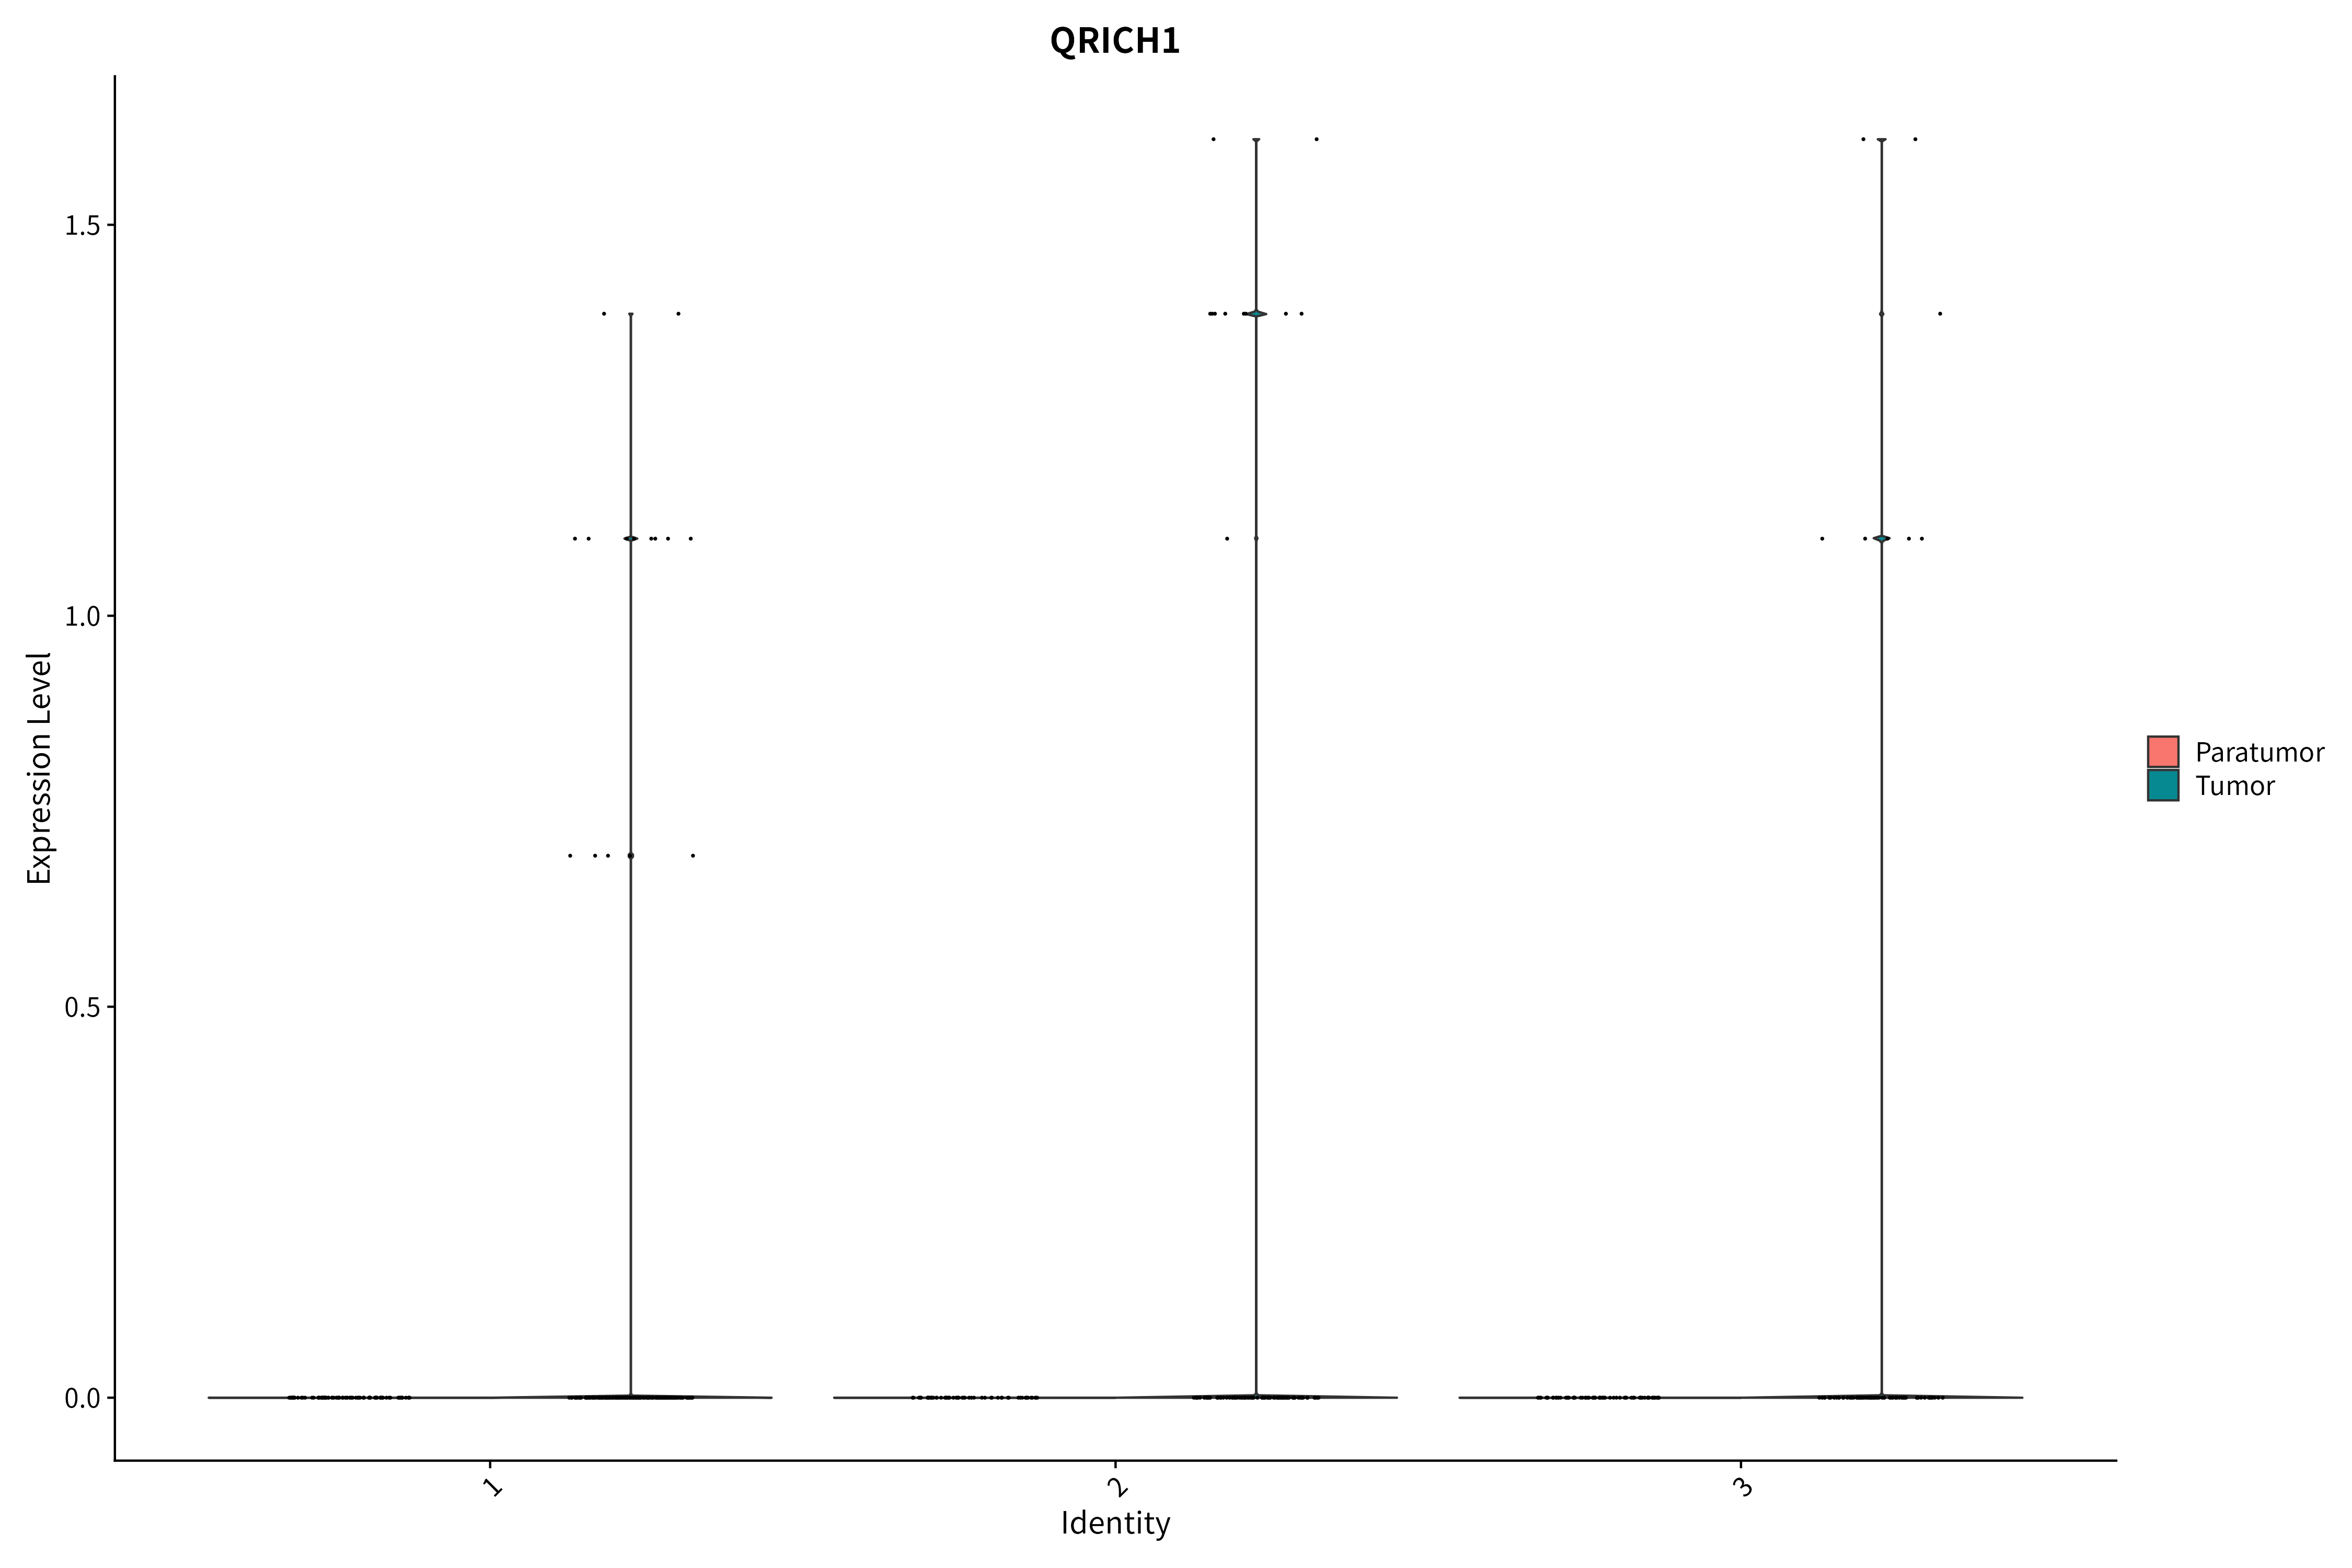 QRICH1
Expression Level
1.5
1.0
0.5
0.0
1
2
3
Identity
Paratumor
Tumor